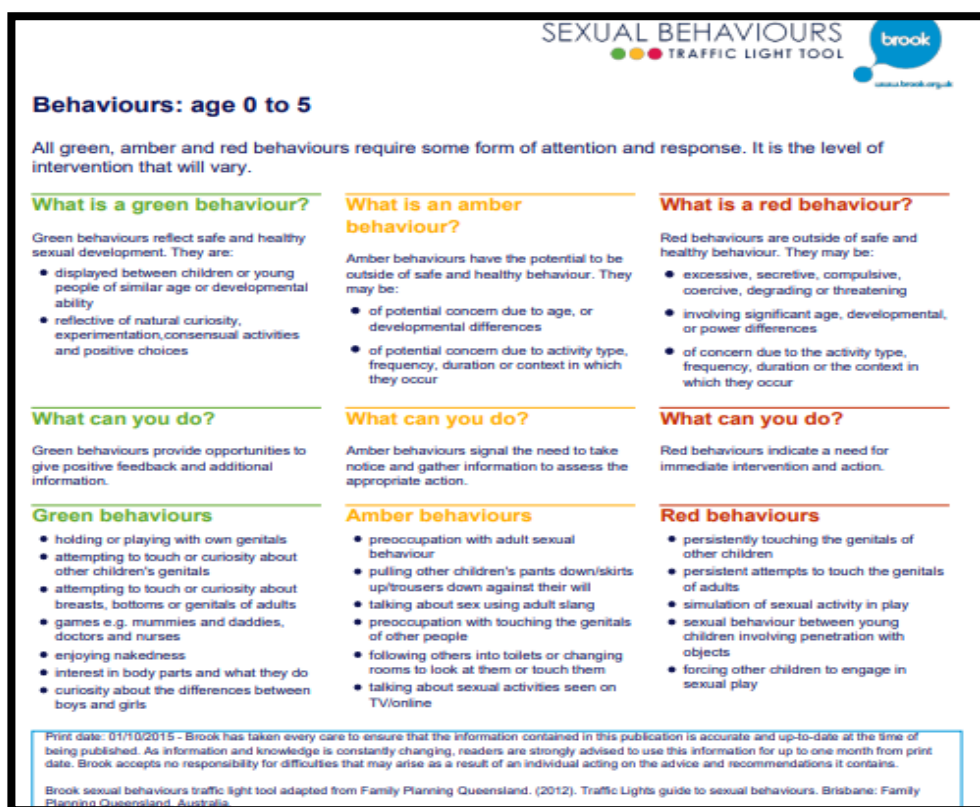 SEXUAL BEHAVIOURS
TRAFFIC LIGHT TOOL
brook
www.brook.org.uk
Behaviours: age 0 to 5
All green, amber and red behaviours require some form of attention and response. It is the level of
intervention that will vary.
What is a green behaviour?
Green behaviours reflect safe and healthy
sexual development. They are:
• displayed between children or young
people of similar age or developmental
ability
• reflective of natural curiosity,
experimentation,consensual activities
and positive choices
What is an amber
behaviour?
Amber behaviours have the potential to be
outside of safe and healthy behaviour. They
may be:
• of potential concern due to age, or
developmental differences
• of potential concern due to activity type,
frequency, duration or context in which
they occur
What is a red behaviour?
Red behaviours are outside of safe and
healthy behaviour. They may be:
• excessive, secretive, compulsive,
coercive, degrading or threatening
• involving significant age, developmental,
or power differences
• of concern due to the activity type,
frequency, duration or the context in
which they occur
What can you do?
Green behaviours provide opportunities to
give positive feedback and additional
information.
What can you do?
Amber behaviours signal the need to take
notice and gather information to assess the
appropriate action.
What can you do?
Red behaviours indicate a need for
immediate intervention and action.
Green behaviours
• holding or playing with own genitals
• attempting to touch or curiosity about
other children's genitals
• attempting to touch or curiosity about
breasts, bottoms or genitals of adults
• games e.g. mummies and daddies,
doctors and nurses
• enjoying nakedness
• interest in body parts and what they do
• curiosity about the differences between
boys and girls
Amber behaviours
• preoccupation with adult sexual
behaviour
• pulling other children's pants down/skirts
up/trousers down against their will
• talking about sex using adult slang
• preoccupation with touching the genitals
of other people
• following others into toilets or changing
rooms to look at them or touch them
• talking about sexual activities seen on
TV/online
Red behaviours
• persistently touching the genitals of
other children
• persistent attempts to touch the genitals
of adults
• simulation of sexual activity in play
• sexual behaviour between young
children involving penetration with
objects
• forcing other children to engage in
sexual play
Print date: 01/10/2015 - Brook has taken every care to ensure that the information contained in this publication is accurate and up-to-date at the time of
being published. As information and knowledge is constantly changing, readers are strongly advised to use this information for up to one month from print
date. Brook accepts no responsibility for difficulties that may arise as a result of an individual acting on the advice and recommendations it contains.
Brook sexual behaviours traffic light tool adapted from Family Planning Queensland. (2012). Traffic Lights guide to sexual behaviours. Brisbane: Family
Planning Queensland, Australia.